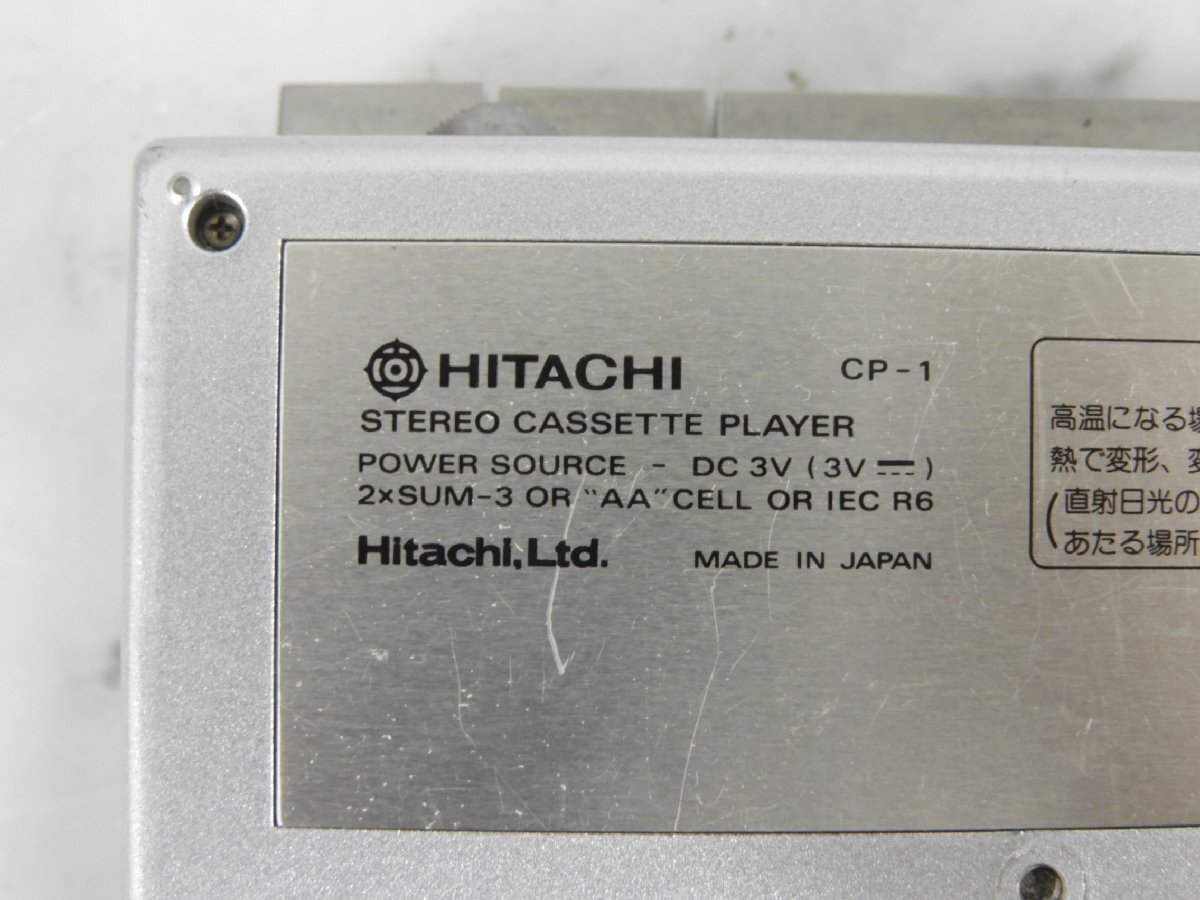 HITACHI CP-1
STEREO CASSETTE PLAYER
POWER SOURCE - DC 3V (3V ⎓)
2×SUM-3 OR "AA" CELL OR IEC R6
Hitachi, Ltd. MADE IN JAPAN
高温になる場
熱で変形、変
(直射日光の
あたる場所